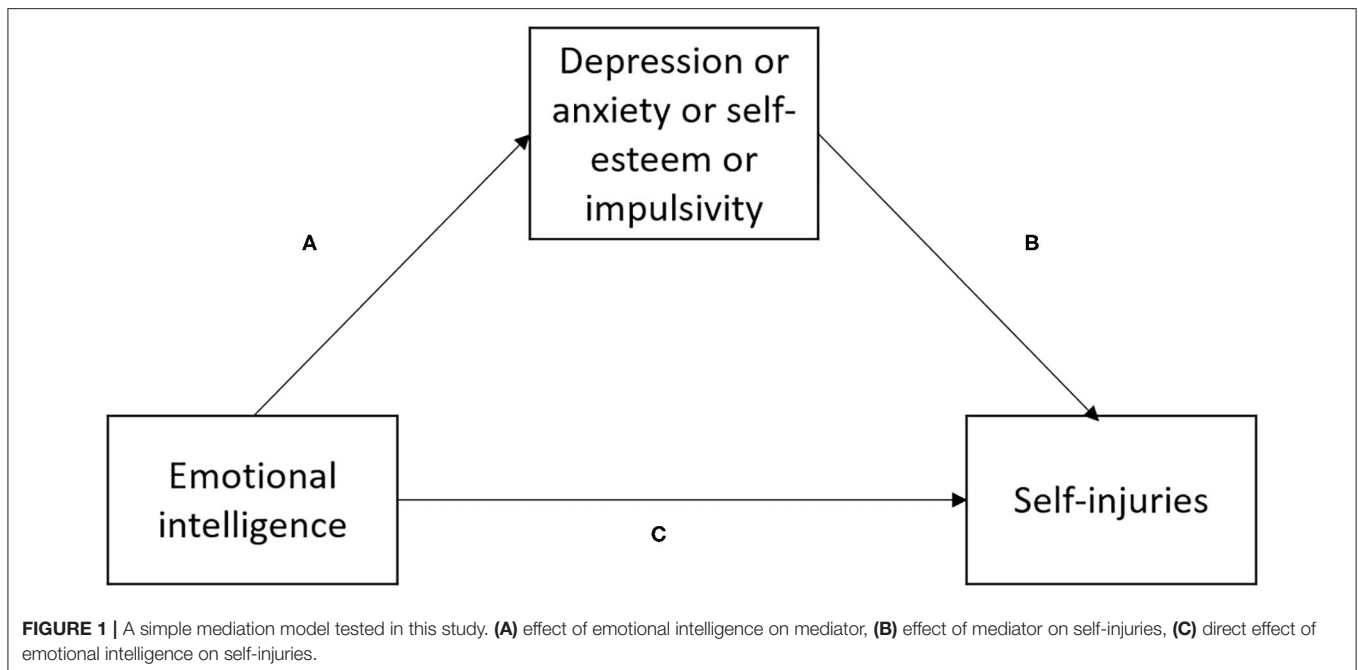 Depression or
anxiety or self-
esteem or
impulsivity
A
B
Emotional
intelligence
Self-injuries
C
FIGURE 1 | A simple mediation model tested in this study. (A) effect of emotional intelligence on mediator, (B) effect of mediator on self-injuries, (C) direct effect of
emotional intelligence on self-injuries.